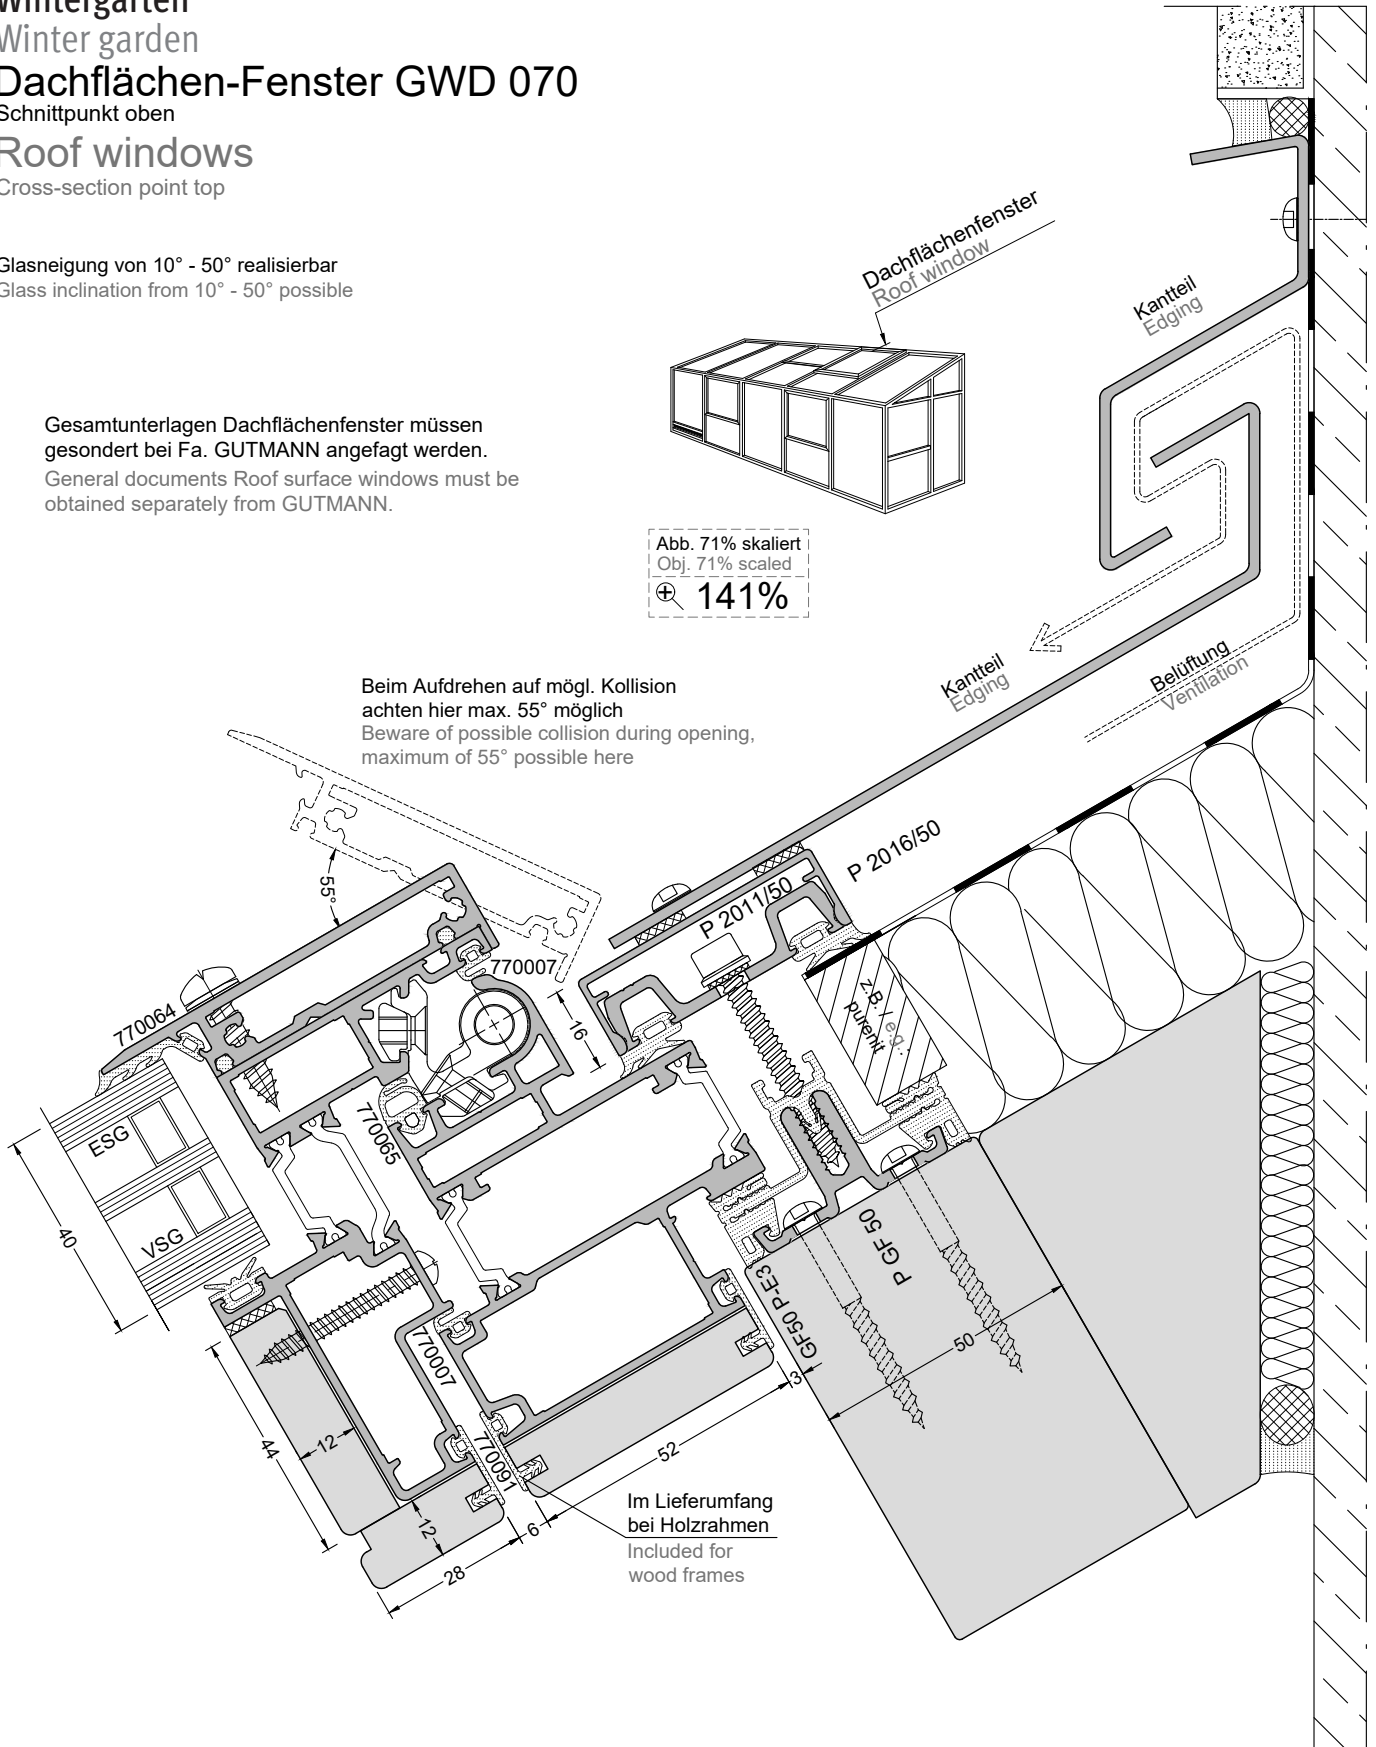 Wintergarten
Winter garden
Dachflächen-Fenster GWD 070
Schnittpunkt oben
Roof windows
Cross-section point top
Glasneigung von 10° - 50° realisierbar
Glass inclination from 10° - 50° possible
Gesamtunterlagen Dachflächenfenster müssen
gesondert bei Fa. GUTMANN angefagt werden.
General documents Roof surface windows must be
obtained separately from GUTMANN.
Dachflächenfenster
Roof window
Kantteil
Edging
Abb. 71% skaliert
Obj. 71% scaled
141%
Kantteil
Edging
Belüftung
Ventilation
Beim Aufdrehen auf mögl. Kollision
achten hier max. 55° möglich
Beware of possible collision during opening,
maximum of 55° possible here
55°
P 2016/50
P 2011/50
770007
770064
16
z.B. / e.g.:
purenit
770065
ESG
VSG
40
P GF 50
GF50 P-E3
770007
50
3
44
12
770091
52
12
6
28
Im Lieferumfang
bei Holzrahmen
Included for
wood frames